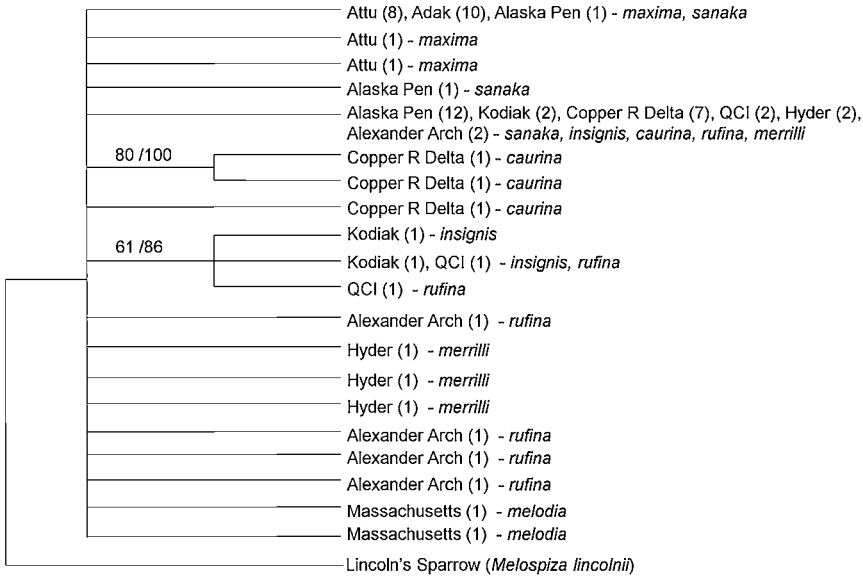 Attu (8), Adak (10), Alaska Pen (1) - maxima, sanaka
Attu (1) - maxima
Attu (1) - maxima
Alaska Pen (1) - sanaka
Alaska Pen (12), Kodiak (2), Copper R Delta (7), QCI (2), Hyder (2),
Alexander Arch (2) - sanaka, insignis, caurina, rufina, merrilli
80 /100
Copper R Delta (1) - caurina
Copper R Delta (1) - caurina
Copper R Delta (1) - caurina
61 /86
Kodiak (1) - insignis
Kodiak (1), QCI (1) - insignis, rufina
QCI (1) - rufina
Alexander Arch (1) - rufina
Hyder (1) - merrilli
Hyder (1) - merrilli
Hyder (1) - merrilli
Alexander Arch (1) - rufina
Alexander Arch (1) - rufina
Alexander Arch (1) - rufina
Massachusetts (1) - melodia
Massachusetts (1) - melodia
Lincoln's Sparrow (Melospiza lincolnii)